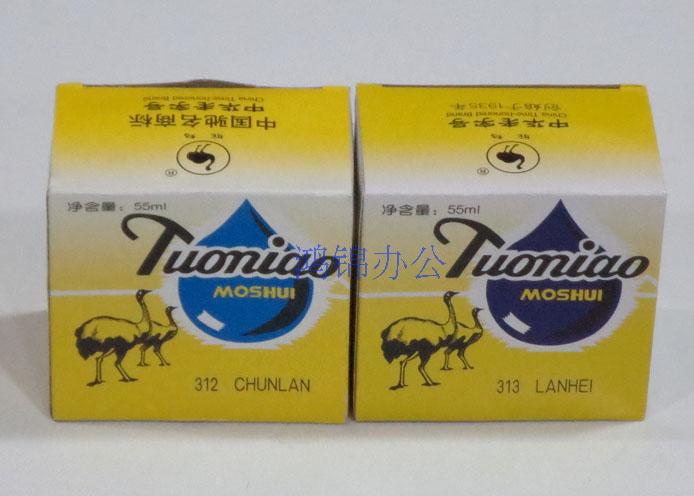 中国驰名商标
China Time-honored Brand
中华老字号
鸵鸟
®
净含量：55ml
Tuoniao
MOSHUI
312 CHUNLAN
创始于1935年
China Time-honored Brand
中华老字号
鸵鸟
®
净含量：55ml
Tuoniao
MOSHUI
313 LANHEI
鸿锦办公